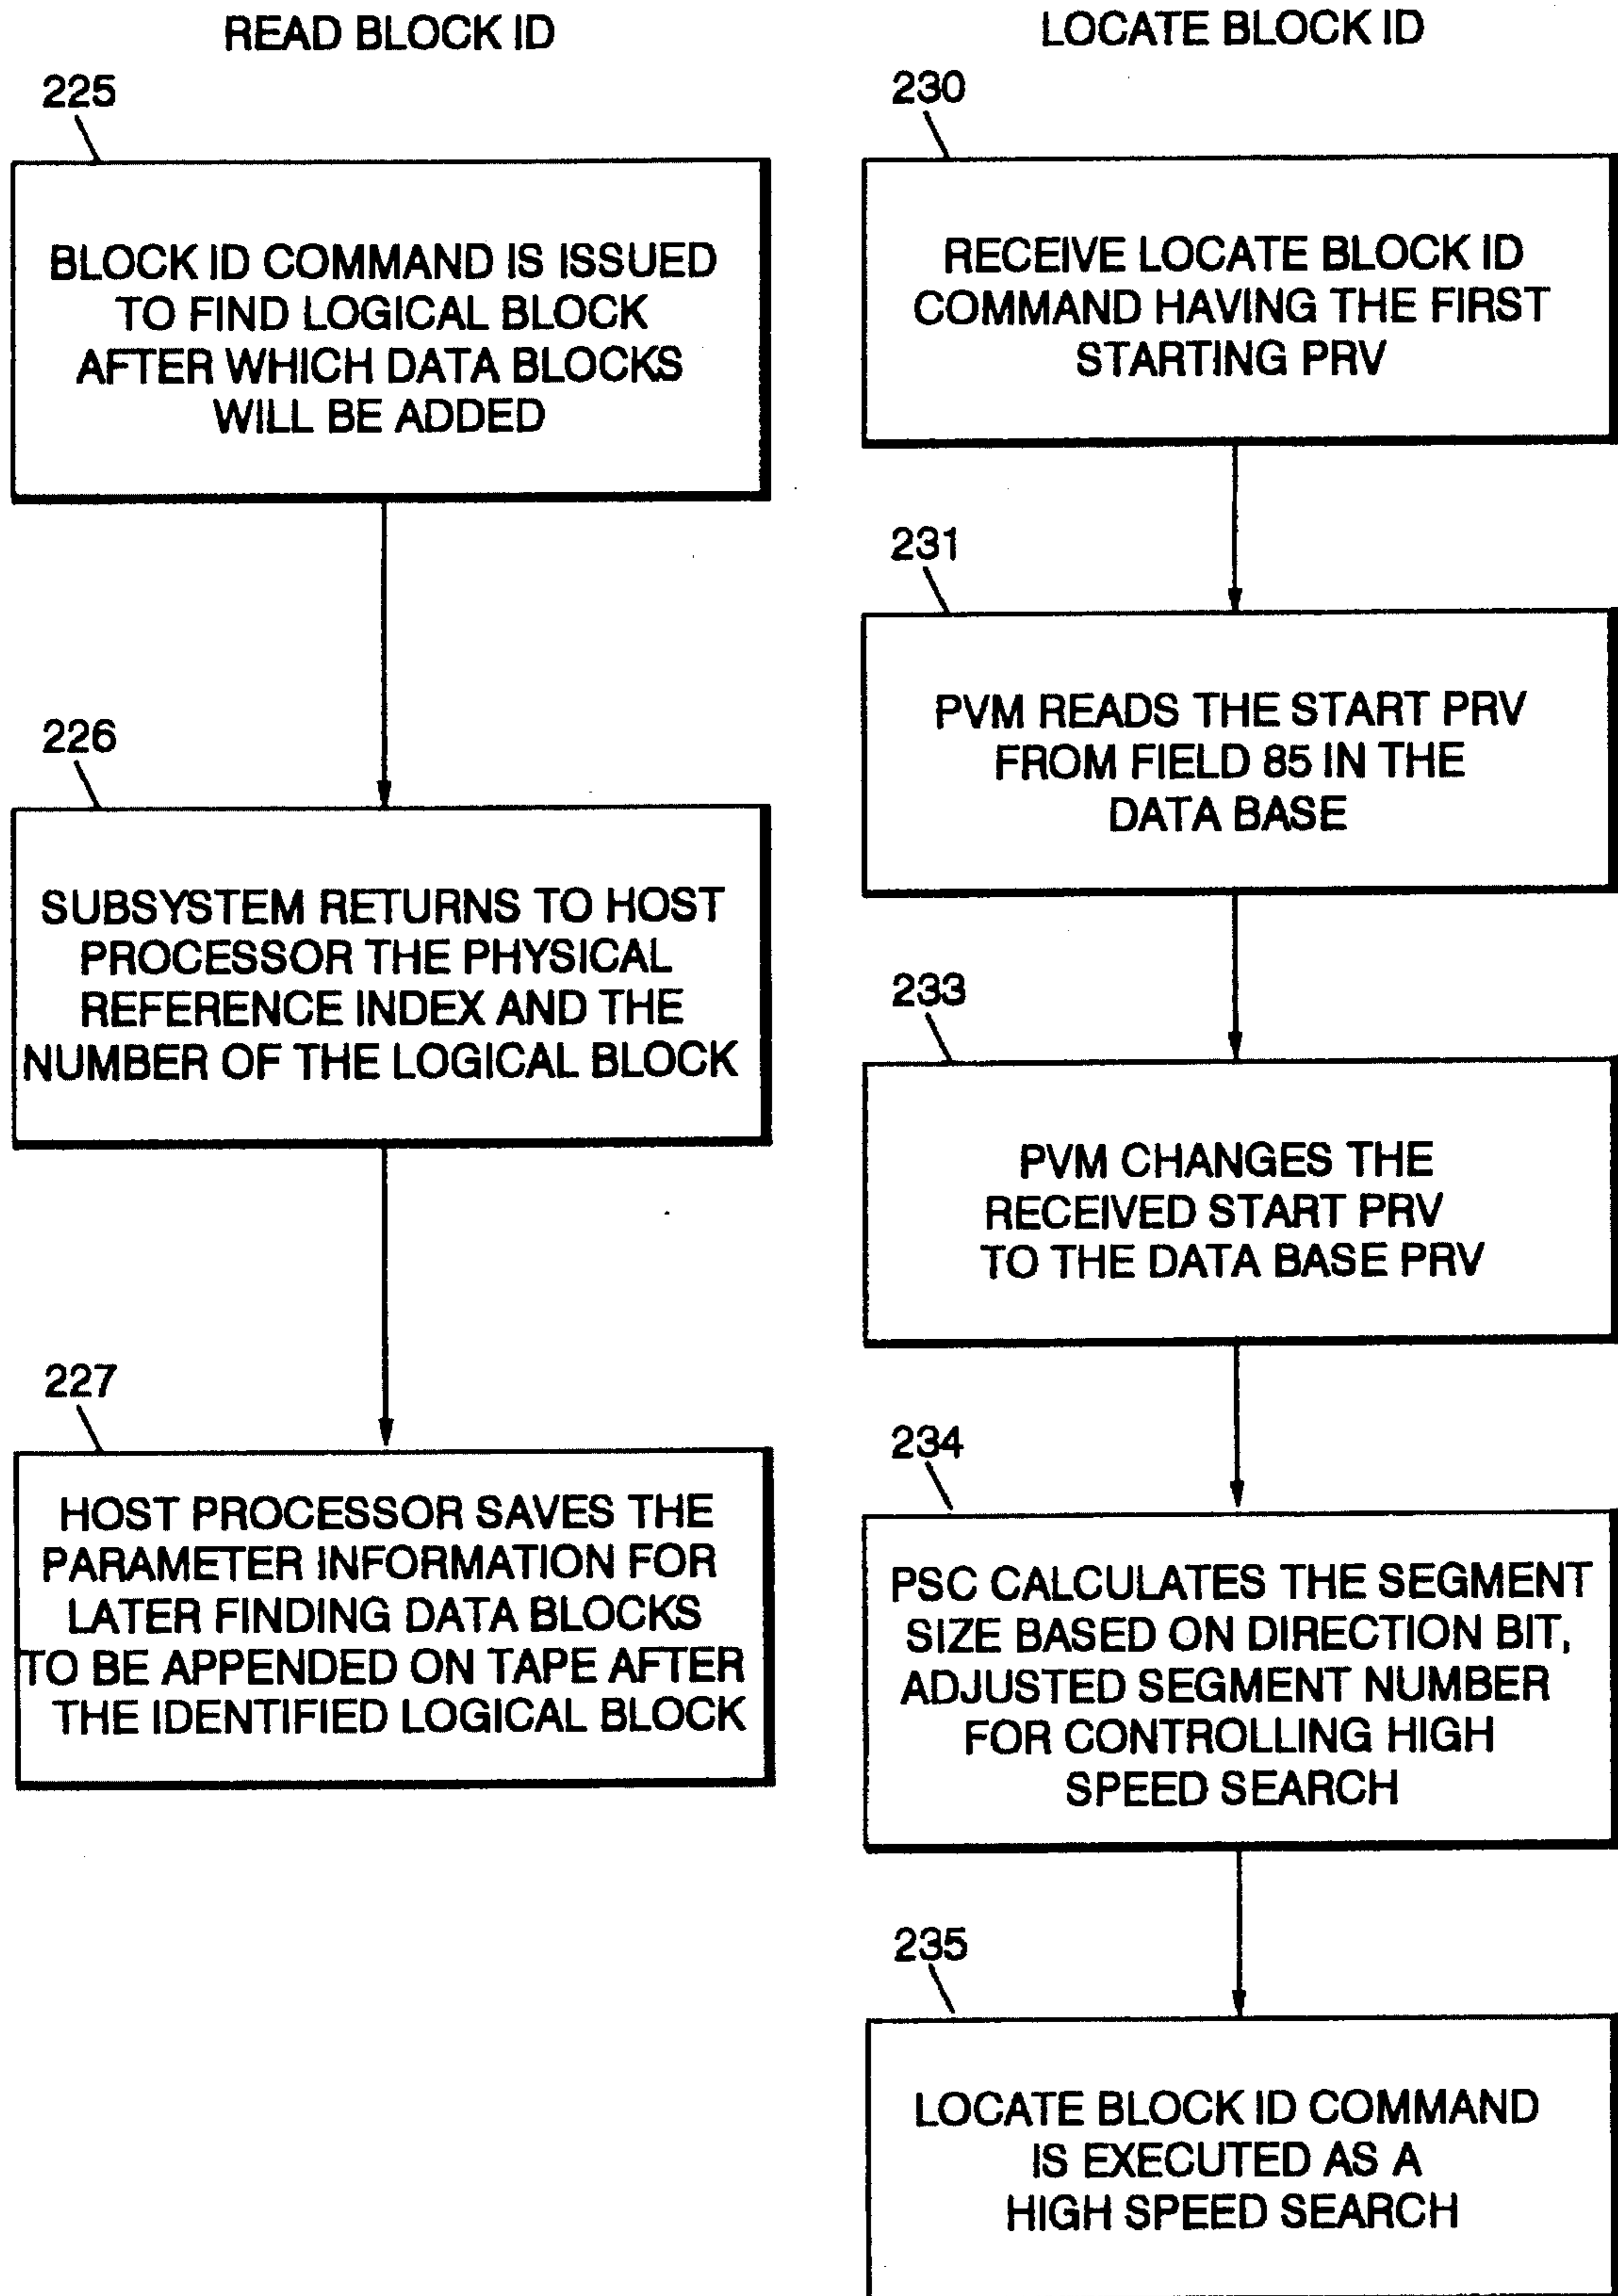 READ BLOCK ID
225
BLOCK ID COMMAND IS ISSUED
TO FIND LOGICAL BLOCK
AFTER WHICH DATA BLOCKS
WILL BE ADDED
226
SUBSYSTEM RETURNS TO HOST
PROCESSOR THE PHYSICAL
REFERENCE INDEX AND THE
NUMBER OF THE LOGICAL BLOCK
227
HOST PROCESSOR SAVES THE
PARAMETER INFORMATION FOR
LATER FINDING DATA BLOCKS
TO BE APPENDED ON TAPE AFTER
THE IDENTIFIED LOGICAL BLOCK
LOCATE BLOCK ID
230
RECEIVE LOCATE BLOCK ID
COMMAND HAVING THE FIRST
STARTING PRV
231
PVM READS THE START PRV
FROM FIELD 85 IN THE
DATA BASE
233
PVM CHANGES THE
RECEIVED START PRV
TO THE DATA BASE PRV
234
PSC CALCULATES THE SEGMENT
SIZE BASED ON DIRECTION BIT,
ADJUSTED SEGMENT NUMBER
FOR CONTROLLING HIGH
SPEED SEARCH
235
LOCATE BLOCK ID COMMAND
IS EXECUTED AS A
HIGH SPEED SEARCH